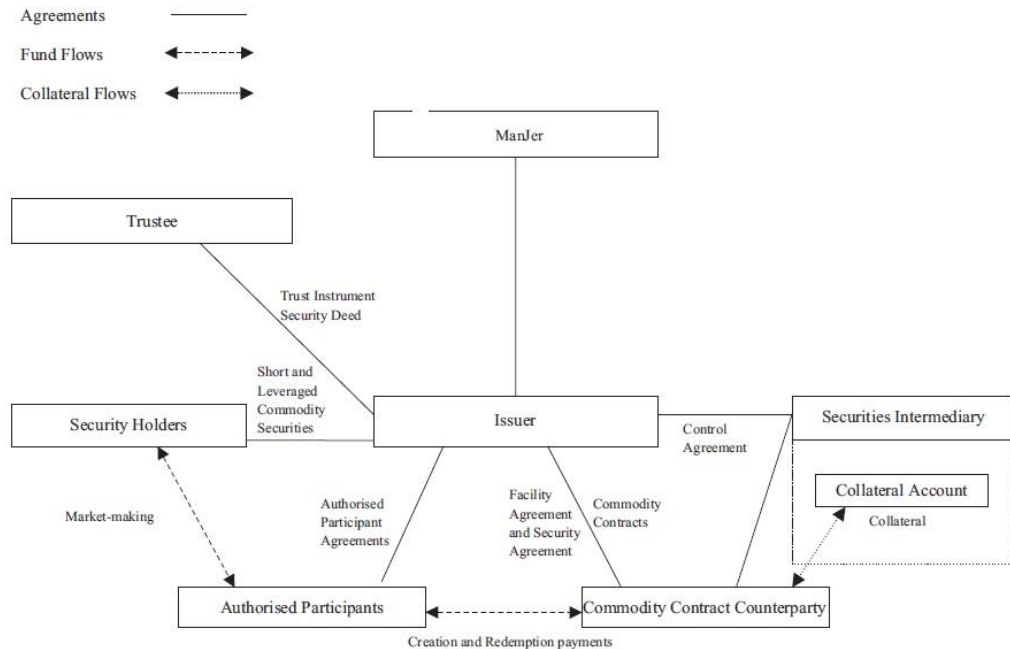 Agreements
Fund Flows
Collateral Flows
ManJer
Trustee
Trust Instrument
Security Deed
Short and
Leveraged
Commodity
Securities
Security Holders
Issuer
Control
Agreement
Securities Intermediary
Collateral Account
Collateral
Market-making
Authorised
Participant
Agreements
Facility
Agreement
and Security
Agreement
Commodity
Contracts
Authorised Participants
Commodity Contract Counterparty
Creation and Redemption payments